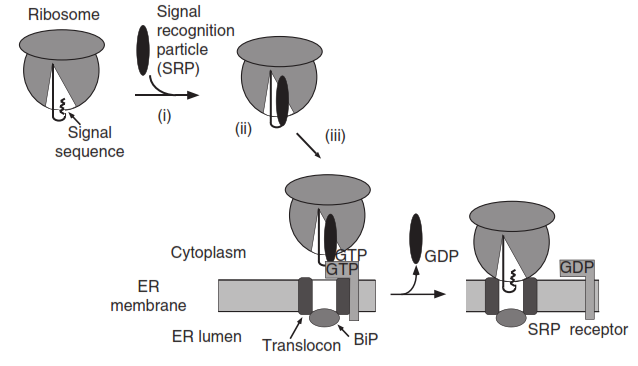 Ribosome
Signal
recognition
particle
(SRP)
(i)
Signal
sequence
(ii)
(iii)
Cytoplasm
GTP
GTP
GDP
GDP
ER
membrane
ER lumen
Translocon
BiP
SRP receptor